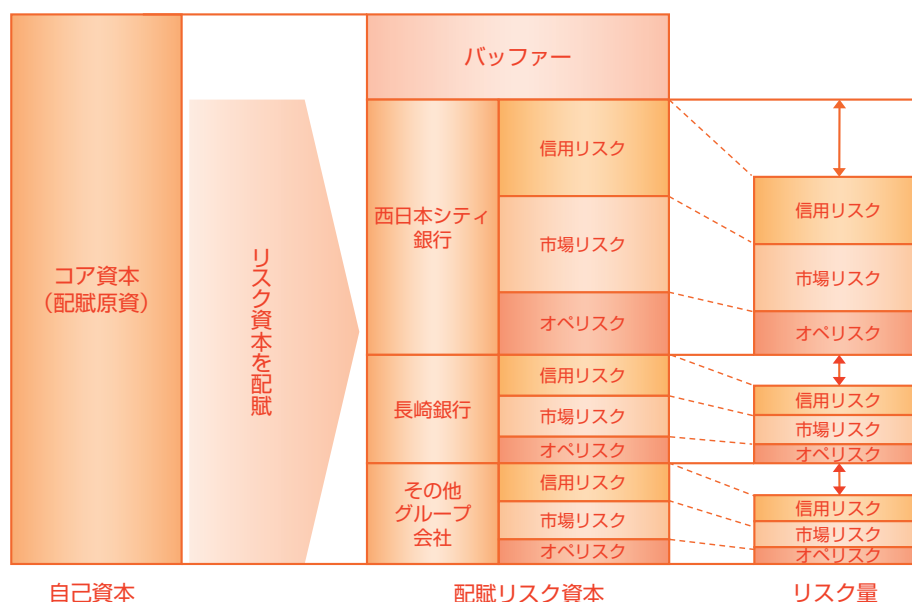 コア資本
(配賦原資)
自己資本
リスク資本を配賦
バッファー
西日本シティ
銀行
信用リスク
市場リスク
オペリスク
長崎銀行
信用リスク
市場リスク
オペリスク
その他
グループ
会社
信用リスク
市場リスク
オペリスク
配賦リスク資本
信用リスク
市場リスク
オペリスク
信用リスク
市場リスク
オペリスク
信用リスク
市場リスク
オペリスク
リスク量